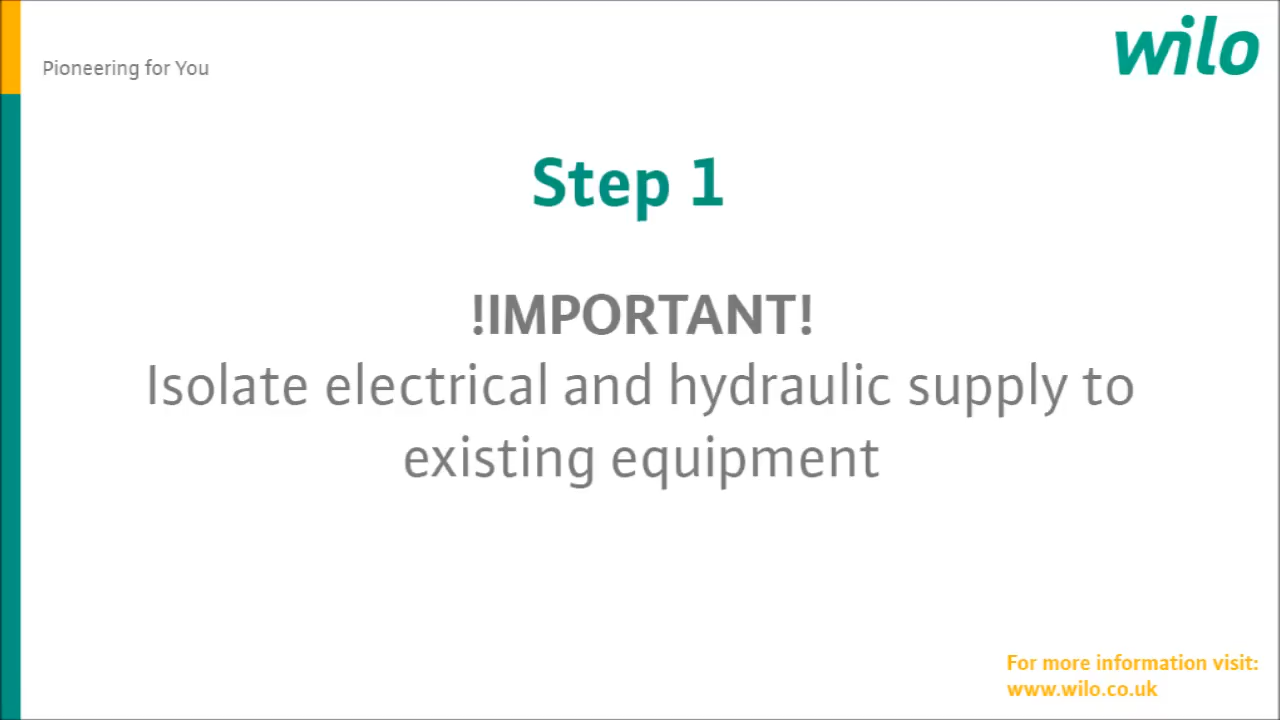 Pioneering for You
wilo
Step 1
!IMPORTANT!
Isolate electrical and hydraulic supply to
existing equipment
For more information visit:
www.wilo.co.uk